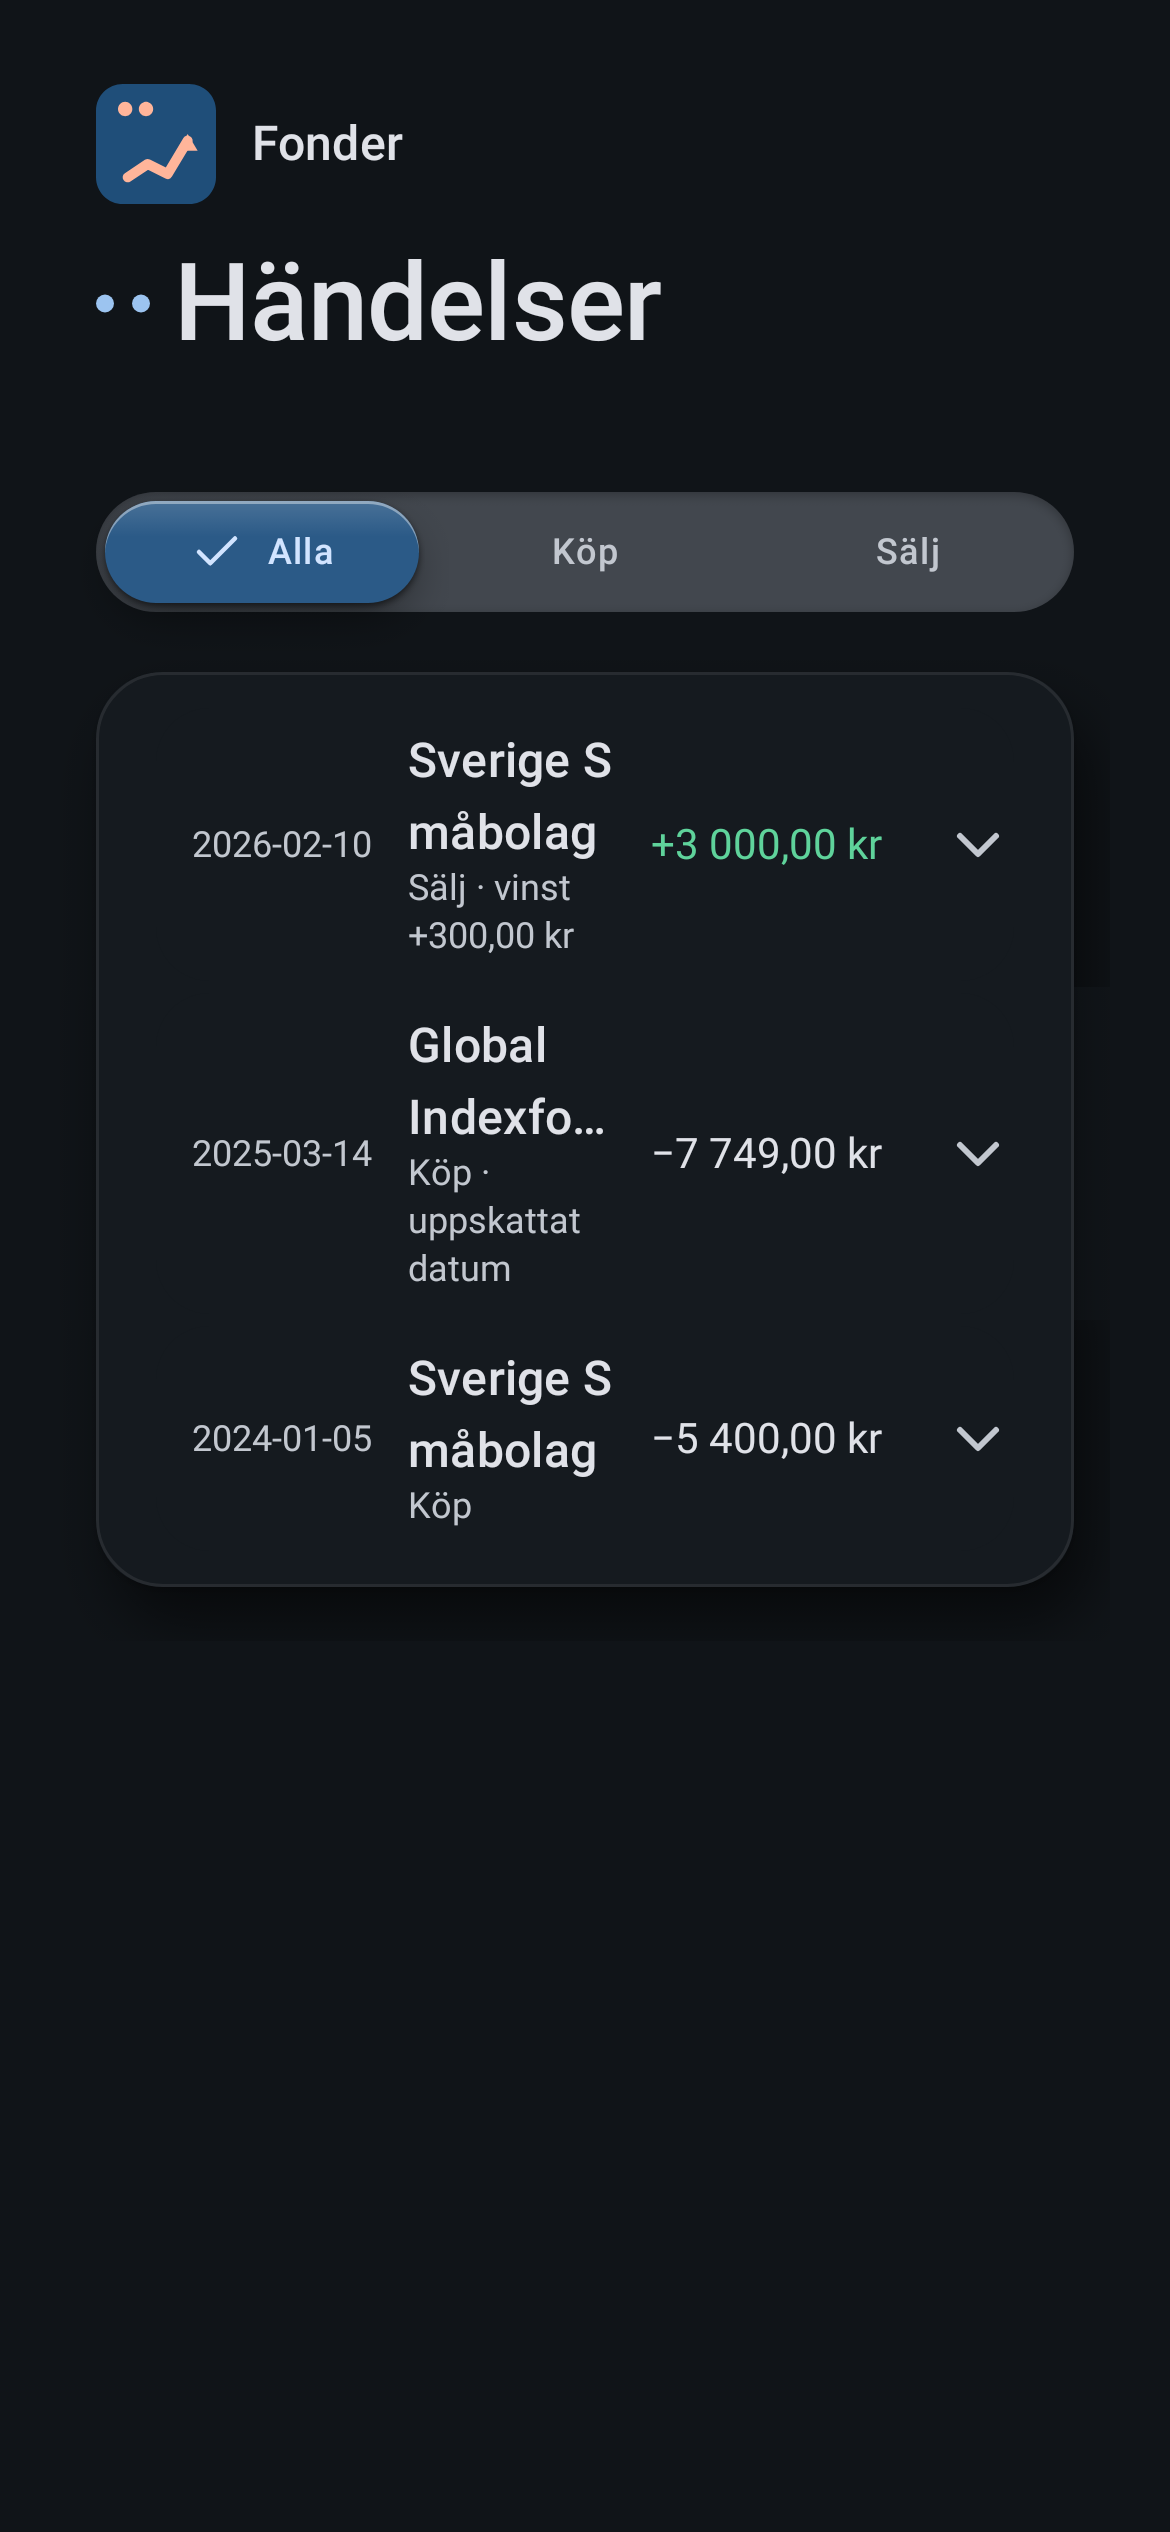 Fonder
Händelser
Alla
Köp
Sälj
Sverige S
måbolag
2026-02-10
+3 000,00 kr
Sälj · vinst
+300,00 kr
Global
Indexfo…
2025-03-14
−7 749,00 kr
Köp ·
uppskattat
datum
Sverige S
måbolag
2024-01-05
−5 400,00 kr
Köp